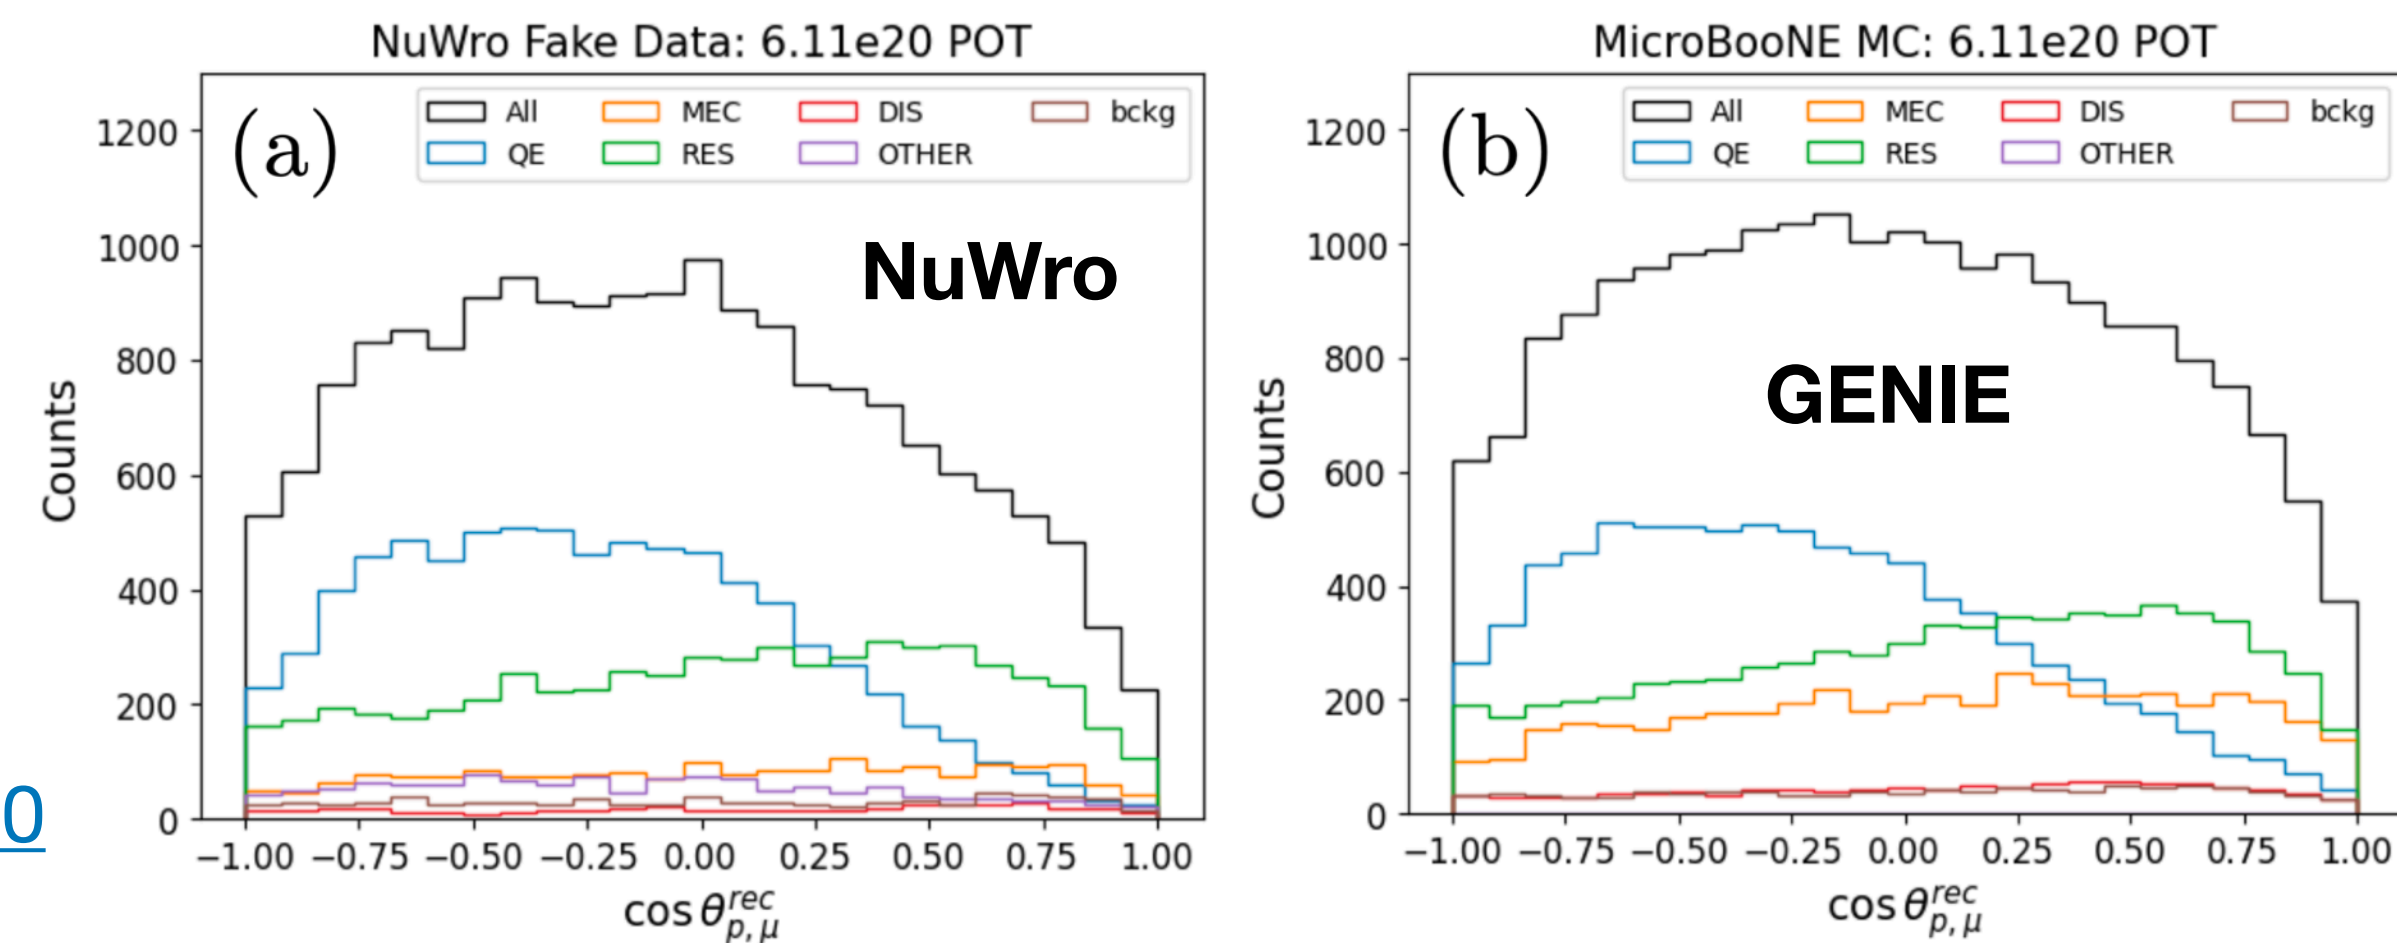 NuWro Fake Data: 6.11e20 POT
(a)
All MEC DIS bckg
QE RES OTHER
NuWro
1200
1000
800
600
400
200
0
Counts
−1.00 −0.75 −0.50 −0.25 0.00 0.25 0.50 0.75 1.00
cos θ^{rec}_{p, μ}
MicroBooNE MC: 6.11e20 POT
(b)
All MEC DIS bckg
QE RES OTHER
GENIE
1200
1000
800
600
400
200
0
Counts
−1.00 −0.75 −0.50 −0.25 0.00 0.25 0.50 0.75 1.00
cos θ^{rec}_{p, μ}
0